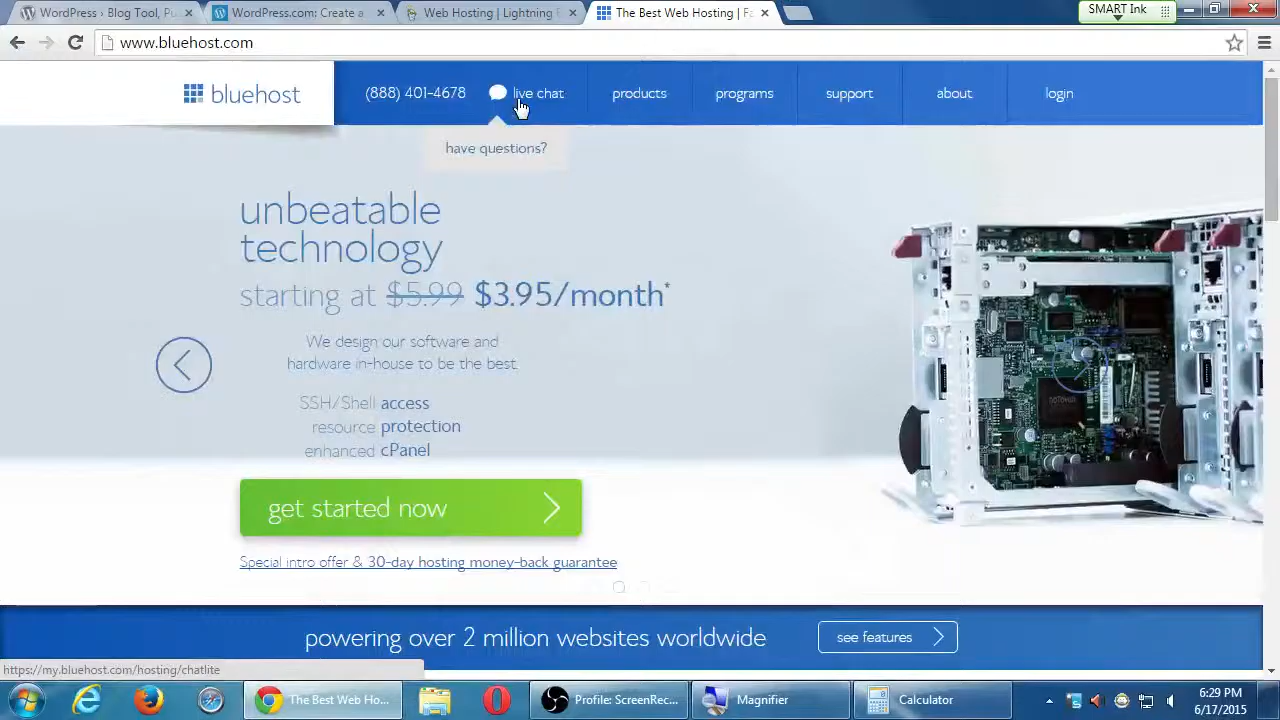 WordPress › Blog Tool, Pu
WordPress.com: Create a
Web Hosting | Lightning
The Best Web Hosting | Fa
SMART Ink
www.bluehost.com
bluehost
(888) 401-4678
live chat
products
programs
support
about
login
have questions?
unbeatable
technology
starting at $5.99 $3.95/month*
We design our software and
hardware in-house to be the best.
SSH/Shell access
resource protection
enhanced cPanel
get started now
Special intro offer & 30-day hosting money-back guarantee
powering over 2 million websites worldwide
see features
https://my.bluehost.com/hosting/chatlite
The Best Web Ho...
Profile: ScreenRec...
Magnifier
Calculator
6:29 PM
6/17/2015